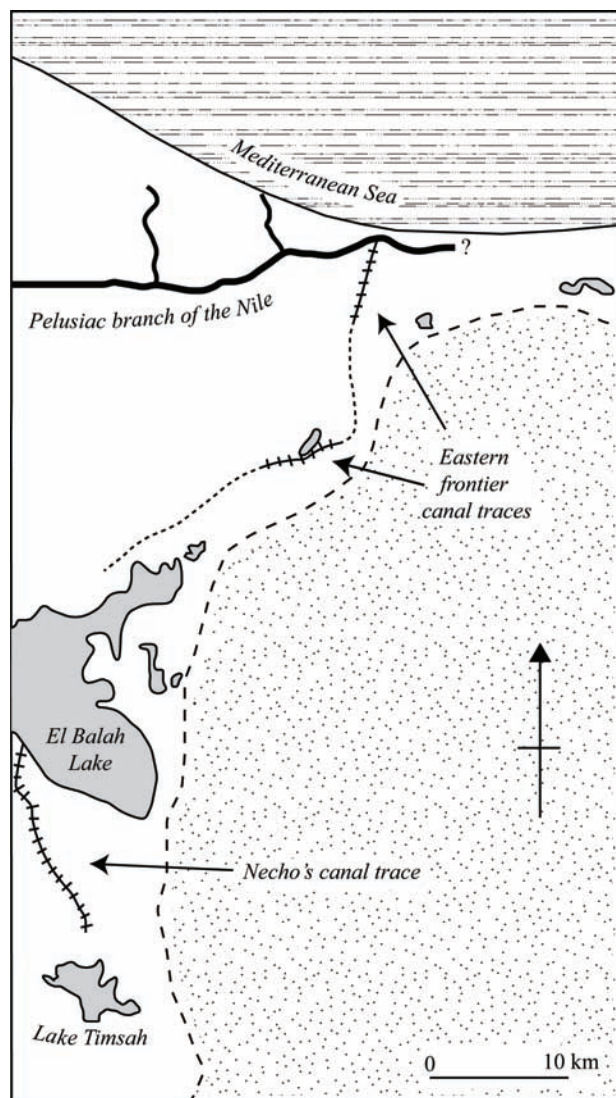 Mediterranean Sea
?
Pelusiac branch of the Nile
Eastern
frontier
canal traces
El Balah
Lake
Necho's canal trace
Lake Timsah
0 10 km